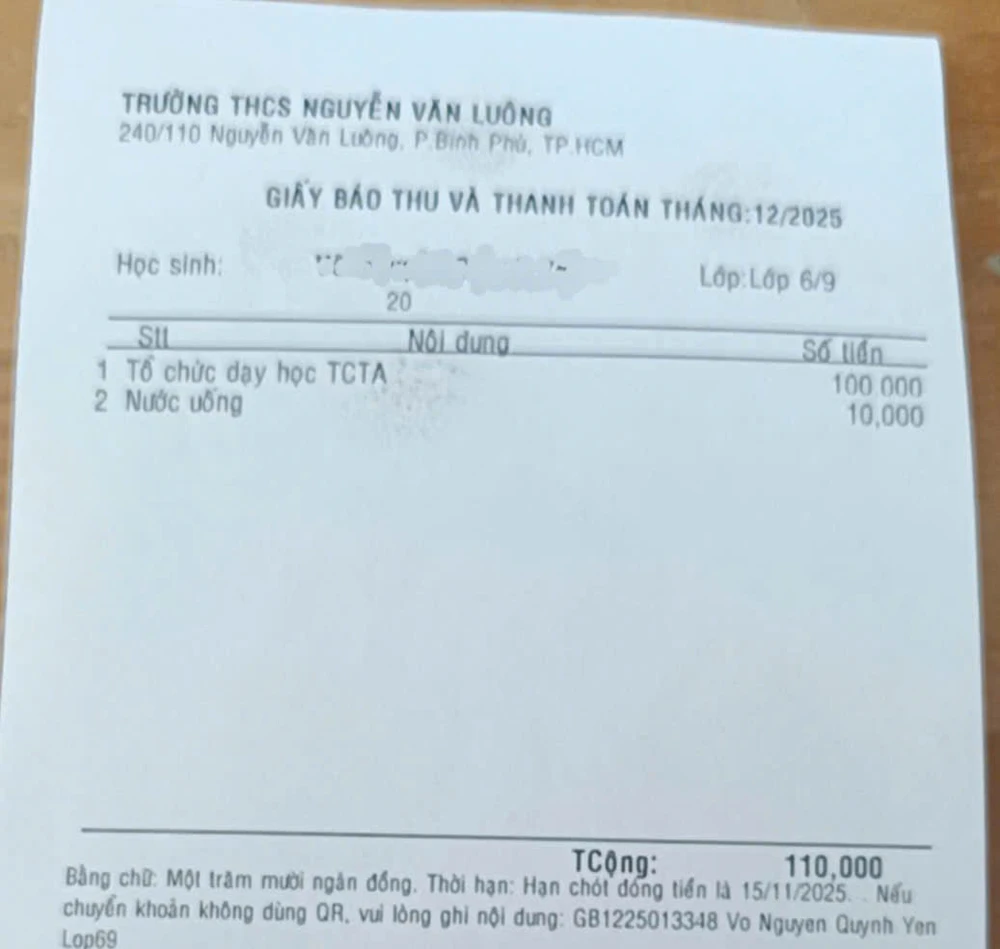 TRƯỜNG THCS NGUYỄN VĂN LUÔNG
240/110 Nguyễn Văn Luông, P.Bình Phú, TP.HCM
GIẤY BÁO THU VÀ THANH TOÁN THÁNG:12/2025
Học sinh: Lớp:Lớp 6/9
20
Stt Nội dung Số tiền
1 Tổ chức dạy học TCTA 100.000
2 Nước uống 10,000
TCộng: 110,000
Bằng chữ: Một trăm mười ngàn đồng. Thời hạn: Hạn chót đóng tiền là 15/11/2025. . Nếu
chuyển khoản không dùng QR, vui lòng ghi nội dung: GB1225013348 Vo Nguyen Quynh Yen
Lop69